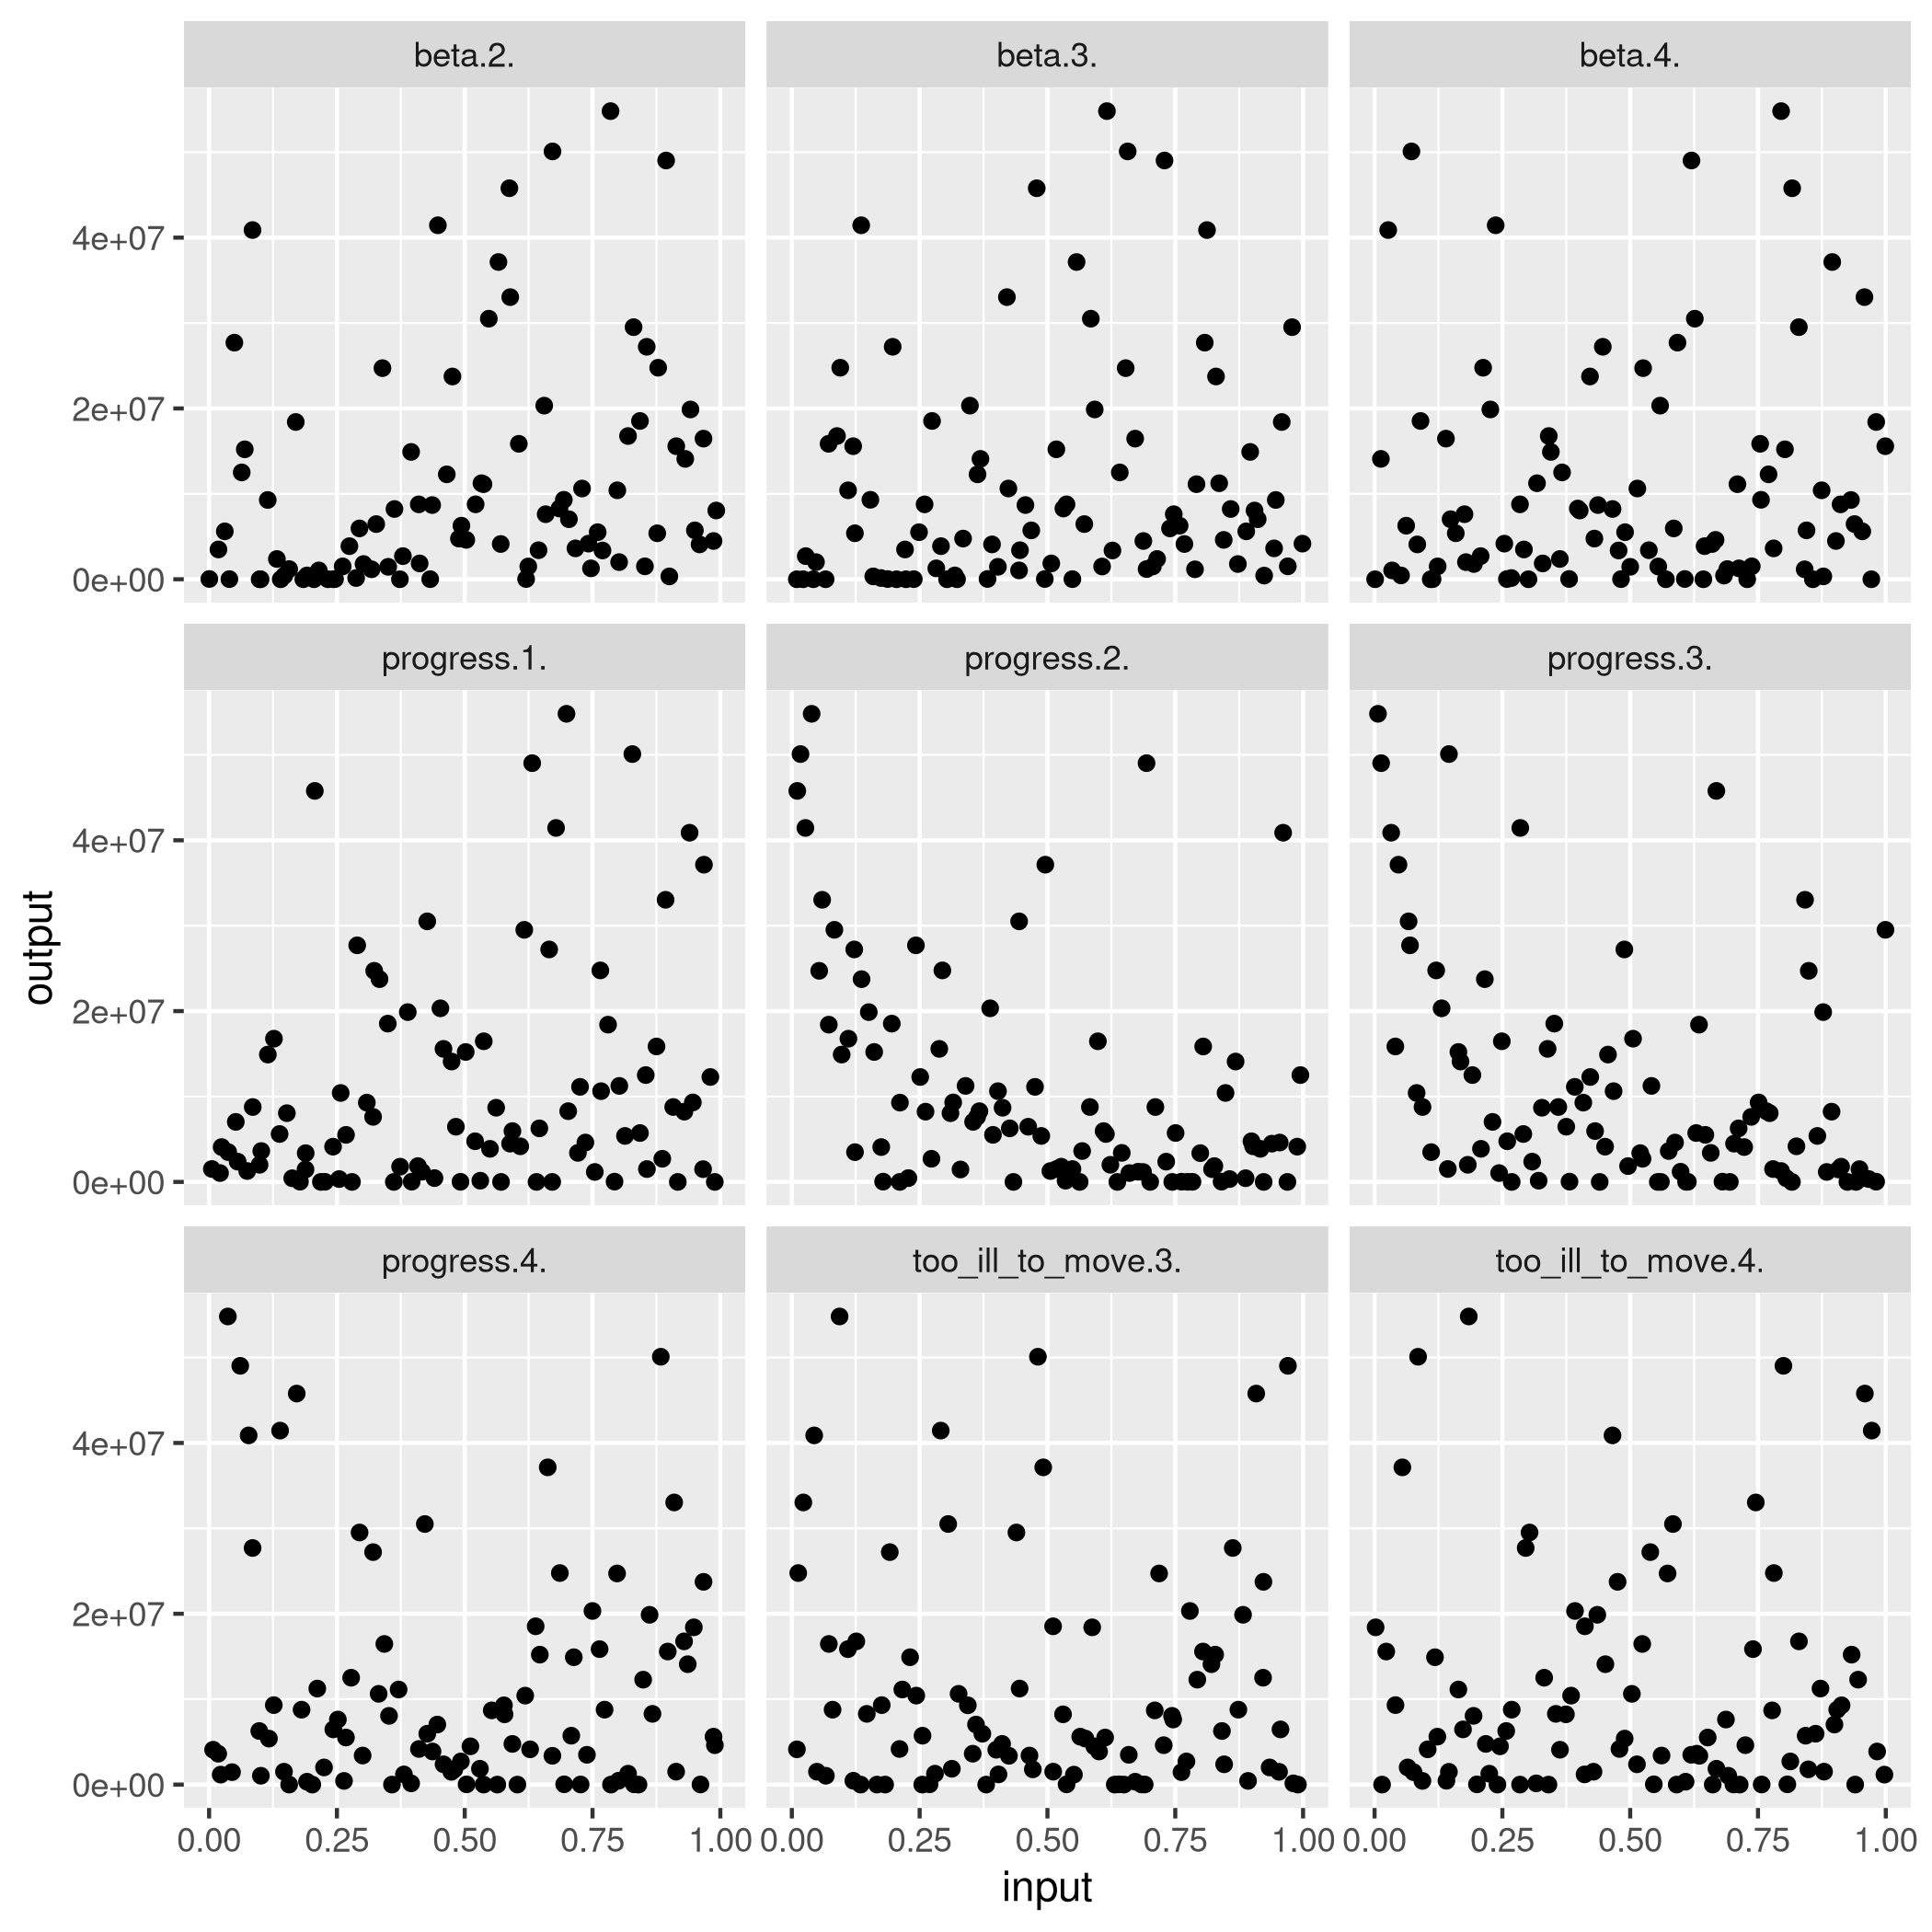 beta.2. beta.3. beta.4.
4e+07
2e+07
0e+00
progress.1. progress.2. progress.3.
4e+07
2e+07
0e+00
output
progress.4. too_ill_to_move.3. too_ill_to_move.4.
4e+07
2e+07
0e+00
0.00 0.25 0.50 0.75 1.00 0.00 0.25 0.50 0.75 1.00 0.00 0.25 0.50 0.75 1.00
input